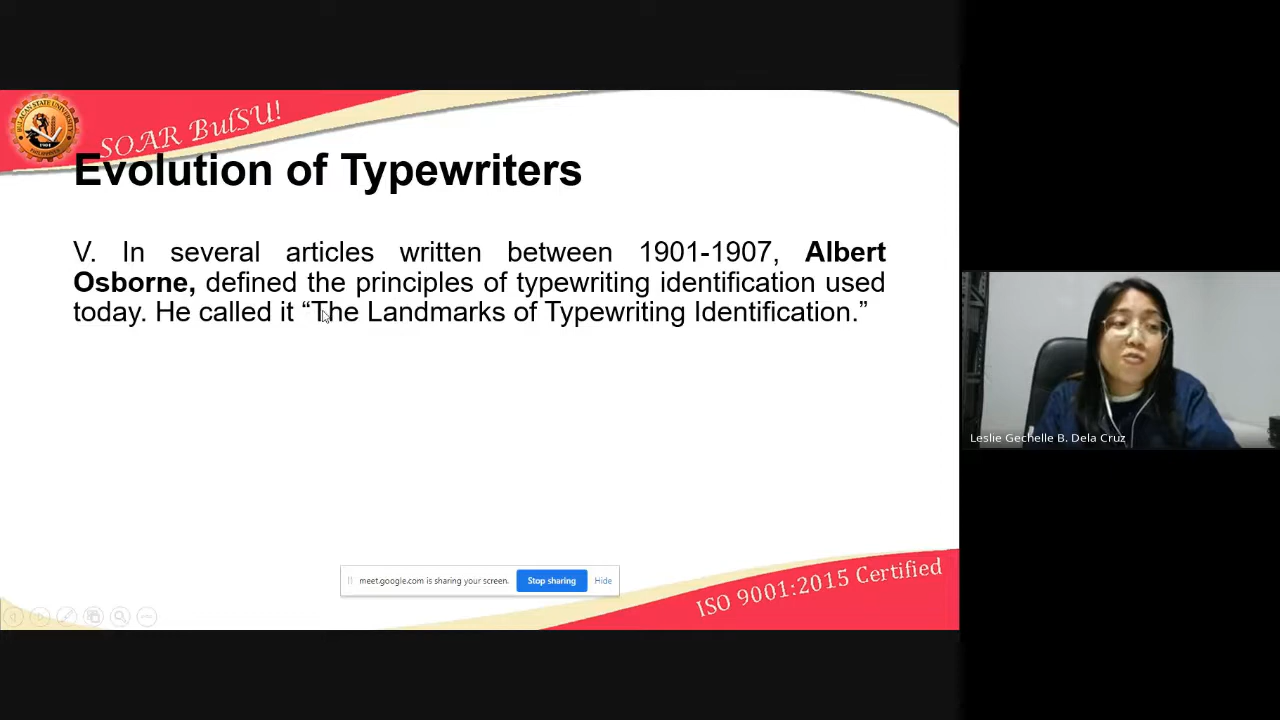 SOAR BulSU!
Evolution of Typewriters
V. In several articles written between 1901-1907, Albert
Osborne, defined the principles of typewriting identification used
today. He called it “The Landmarks of Typewriting Identification.”
Leslie Gechelle B. Dela Cruz
meet.google.com is sharing your screen.
Stop sharing
Hide
ISO 9001:2015 Certified